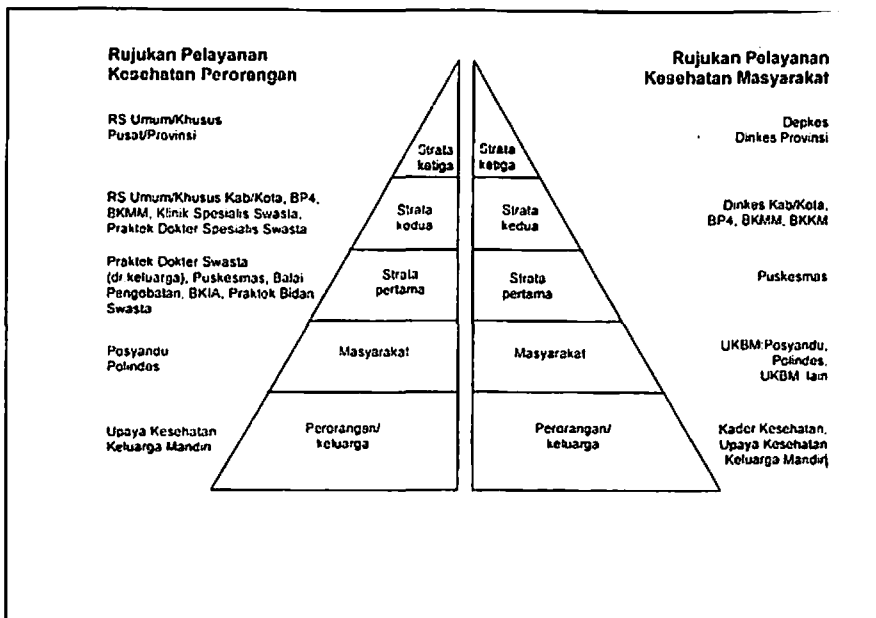 Rujukan Pelayanan
Kesehatan Perorangan
RS Umum/Khusus
Pusat/Provinsi
RS Umum/Khusus Kab/Kota, BP4,
BKMM, Klinik Spesialis Swasta,
Praktek Dokter Spesialis Swasta
Praktek Dokter Swasta
(dr keluarga), Puskesmas, Balai
Pengobatan, BKIA, Praktek Bidan
Swasta
Posyandu
Polindes
Upaya Kesehatan
Keluarga Mandiri
Strata
ketiga
Strata
kedua
Strata
pertama
Masyarakat
Perorangan/
keluarga
Strata
ketiga
Strata
kedua
Strata
pertama
Masyarakat
Perorangan/
keluarga
Rujukan Pelayanan
Kesehatan Masyarakat
Depkes
Dinkes Provinsi
Dinkes Kab/Kota,
BP4, BKMM, BKKM
Puskesmas
UKBM:Posyandu,
Polindes,
UKBM lain
Kader Kesehatan,
Upaya Kesehatan
Keluarga Mandiri